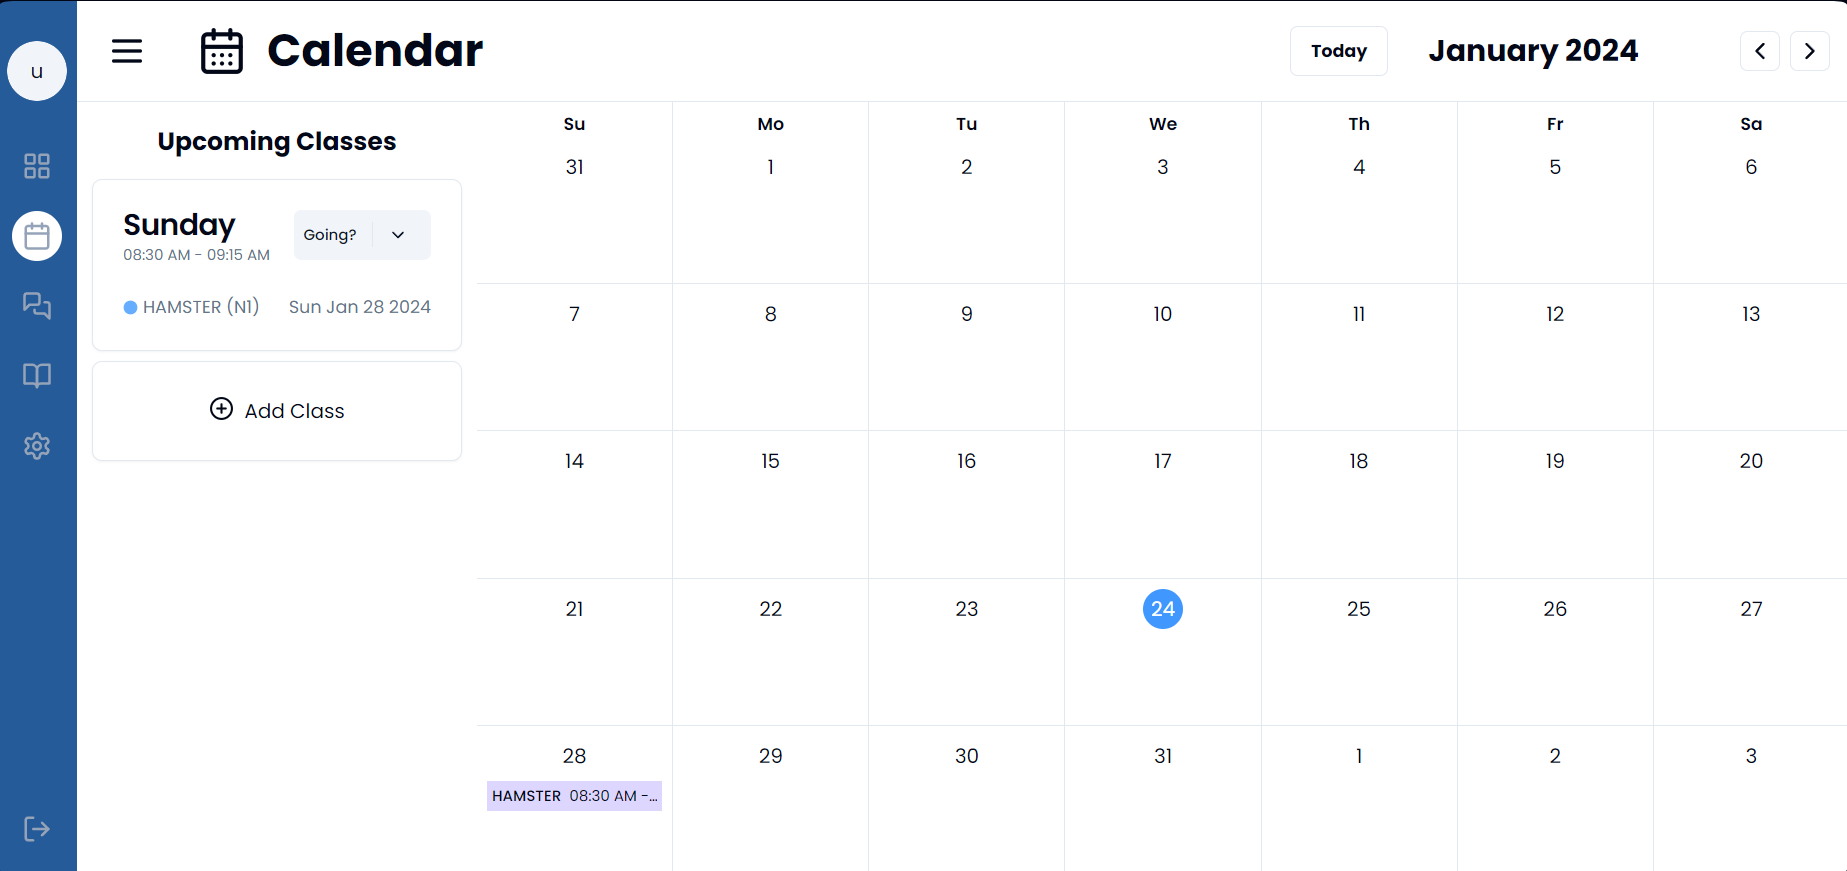 u
Calendar
Today
January 2024
Upcoming Classes
Sunday
Going?
08:30 AM - 09:15 AM
HAMSTER (N1) Sun Jan 28 2024
Add Class
Su Mo Tu We Th Fr Sa
31 1 2 3 4 5 6
7 8 9 10 11 12 13
14 15 16 17 18 19 20
21 22 23 24 25 26 27
28 29 30 31 1 2 3
HAMSTER 08:30 AM -...